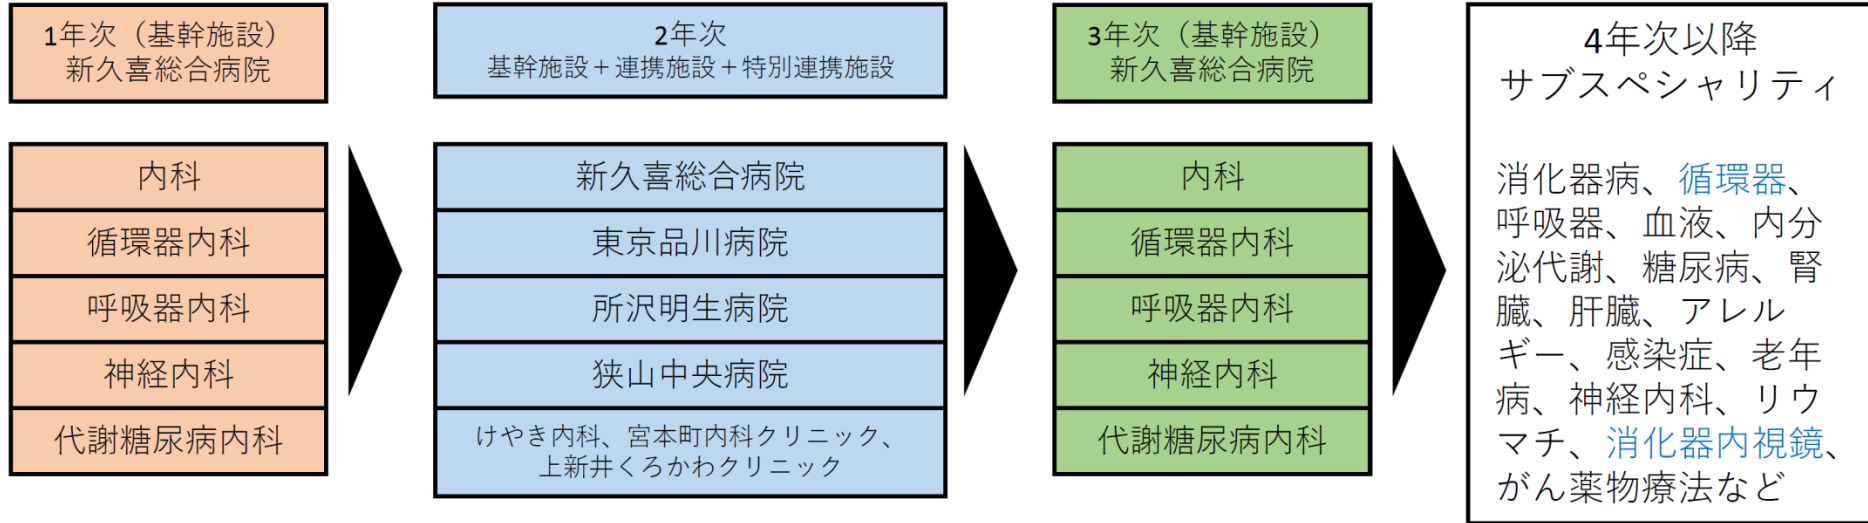 1年次（基幹施設）
新久喜総合病院
内科
循環器内科
呼吸器内科
神経内科
代謝糖尿病内科
2年次
基幹施設＋連携施設＋特別連携施設
新久喜総合病院
東京品川病院
所沢明生病院
狭山中央病院
けやき内科、宮本町内科クリニック、
上新井くろかわクリニック
3年次（基幹施設）
新久喜総合病院
内科
循環器内科
呼吸器内科
神経内科
代謝糖尿病内科
4年次以降
サブスペシャリティ
消化器病、循環器、
呼吸器、血液、内分
泌代謝、糖尿病、腎
臓、肝臓、アレル
ギー、感染症、老年
病、神経内科、リウ
マチ、消化器内視鏡、
がん薬物療法など